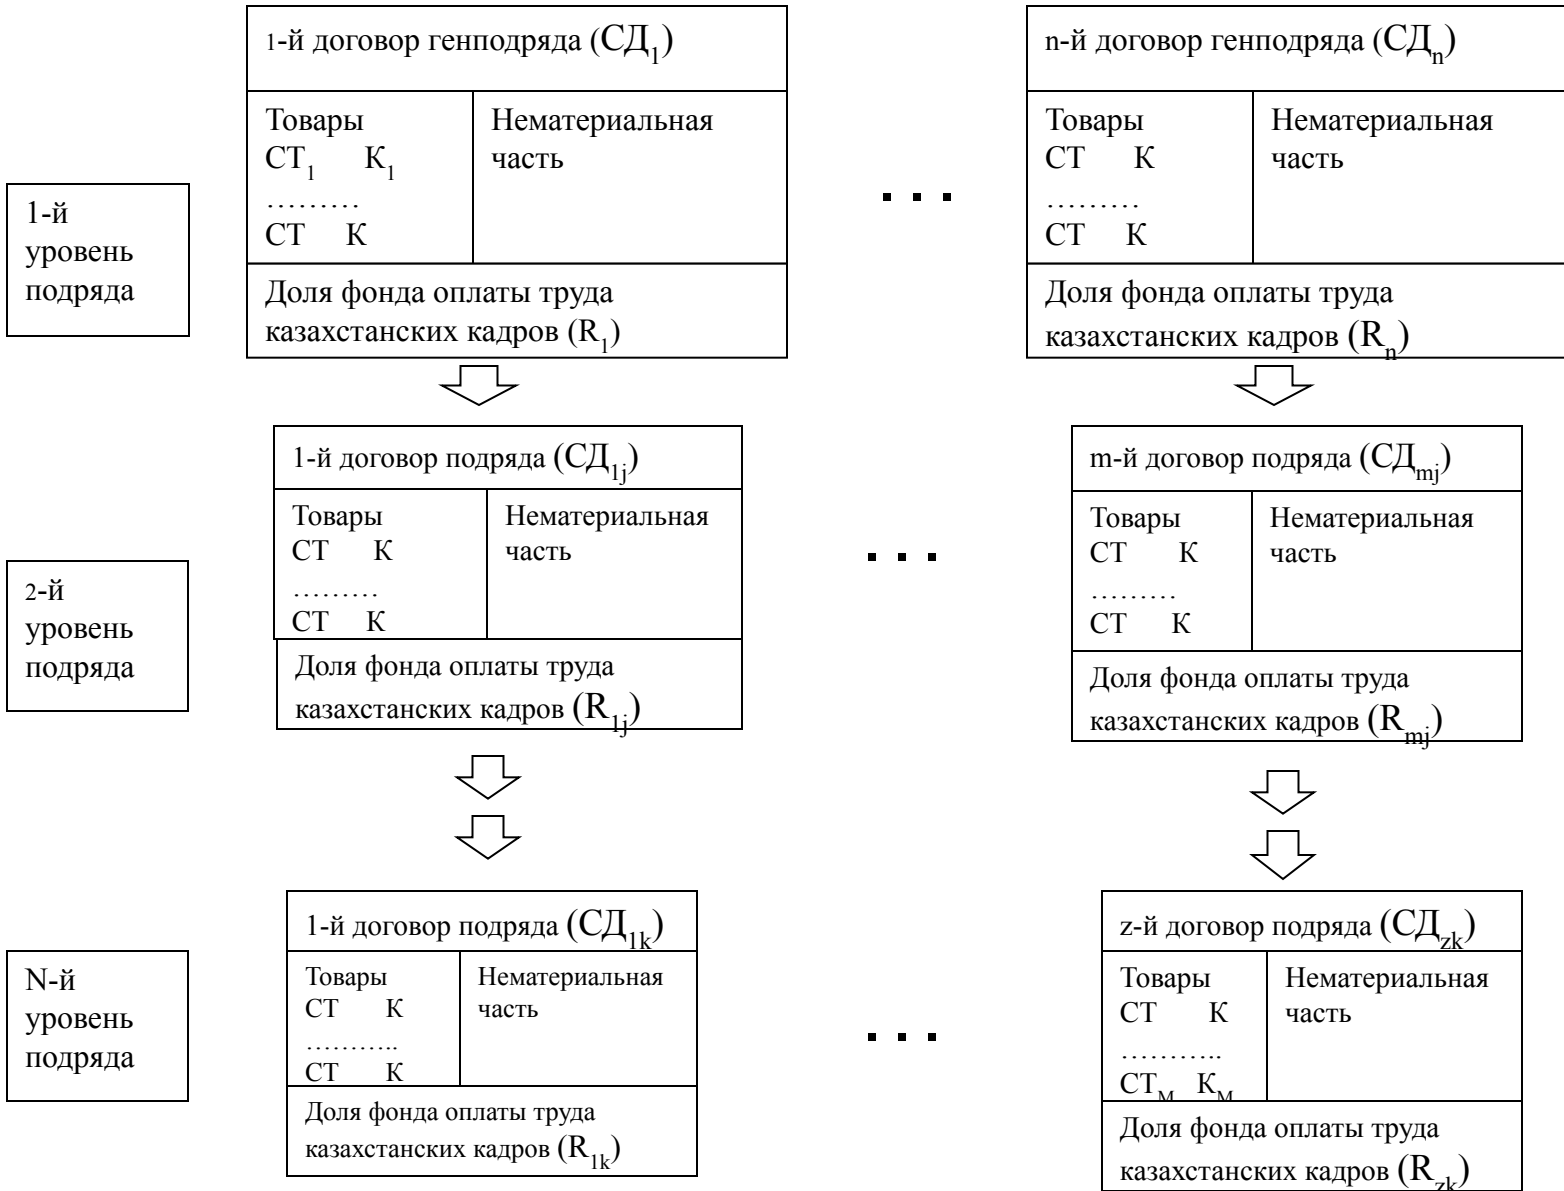 1-й договор генподряда (СД₁)
n-й договор генподряда (СДₙ)
Товары
СТ₁ К₁
………
СТ К
Нематериальная
часть
Товары
СТ К
………
СТ К
Нематериальная
часть
1-й
уровень
подряда
Доля фонда оплаты труда
казахстанских кадров (R₁)
Доля фонда оплаты труда
казахстанских кадров (Rₙ)
1-й договор подряда (СД1j)
m-й договор подряда (СДmj)
Товары
СТ К
………
СТ К
Нематериальная
часть
Товары
СТ К
………
СТ К
Нематериальная
часть
2-й
уровень
подряда
Доля фонда оплаты труда
казахстанских кадров (R1j)
Доля фонда оплаты труда
казахстанских кадров (Rmj)
1-й договор подряда (СД1k)
z-й договор подряда (СДzk)
Товары
СТ К
………..
СТ К
Нематериальная
часть
Товары
СТ К
………..
СТМ КМ
Нематериальная
часть
N-й
уровень
подряда
Доля фонда оплаты труда
казахстанских кадров (R1k)
Доля фонда оплаты труда
казахстанских кадров (Rzk)